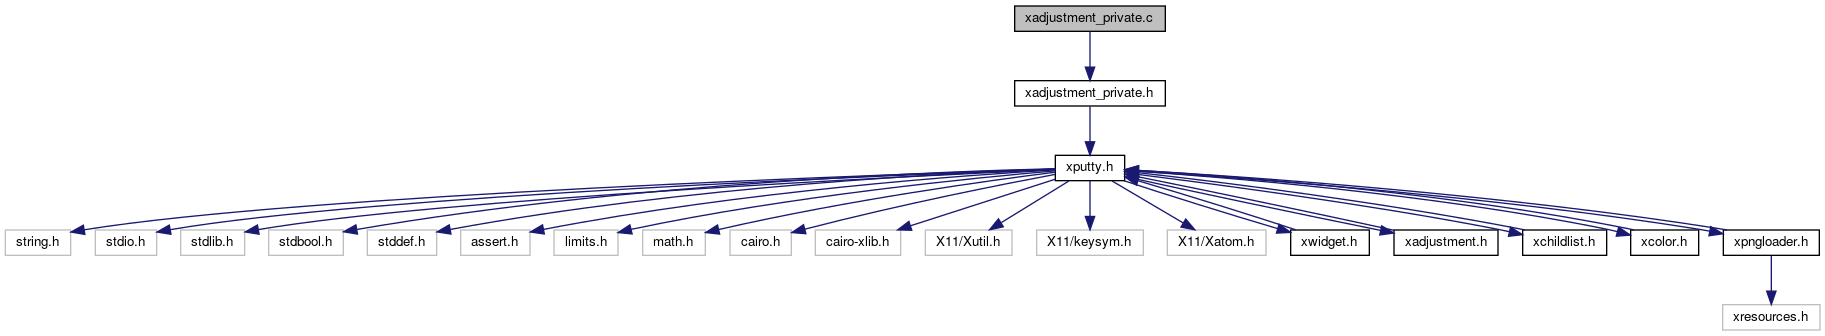 xadjustment_private.c
xadjustment_private.h
xputty.h
string.h
stdio.h
stdlib.h
stdbool.h
stddef.h
assert.h
limits.h
math.h
cairo.h
cairo-xlib.h
X11/Xutil.h
X11/keysym.h
X11/Xatom.h
xwidget.h
xadjustment.h
xchildlist.h
xcolor.h
xpngloader.h
xresources.h